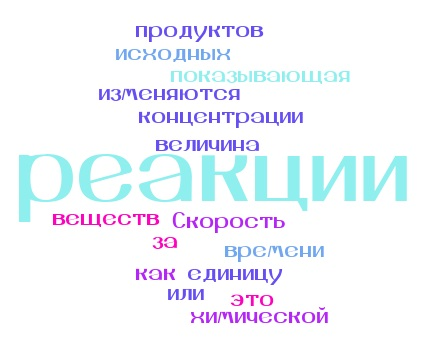 продуктов
исходных
показывающая
изменяются
концентрации
величина
реакции
веществ Скорость
за
времени
как единицу
или
это
химической